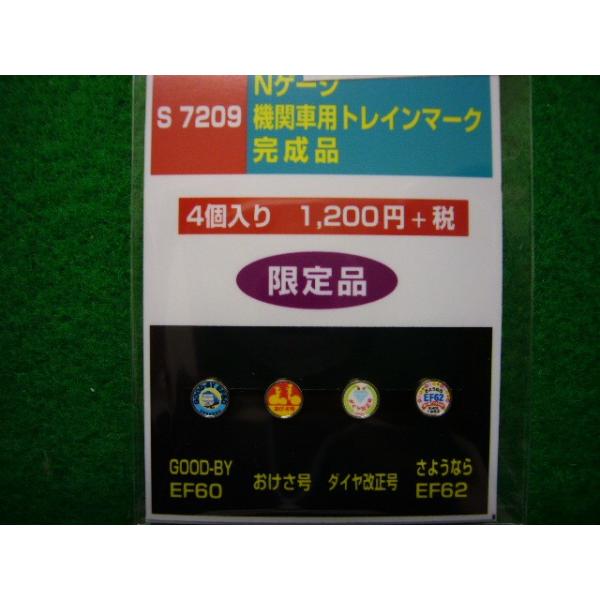 Nゲージ
S 7209
機関車用トレインマーク
完成品
4個入り 1,200円+税
限定品
EF62
GOOD-BY
EF60
おけさ号
ダイヤ改正号
さようなら
EF62